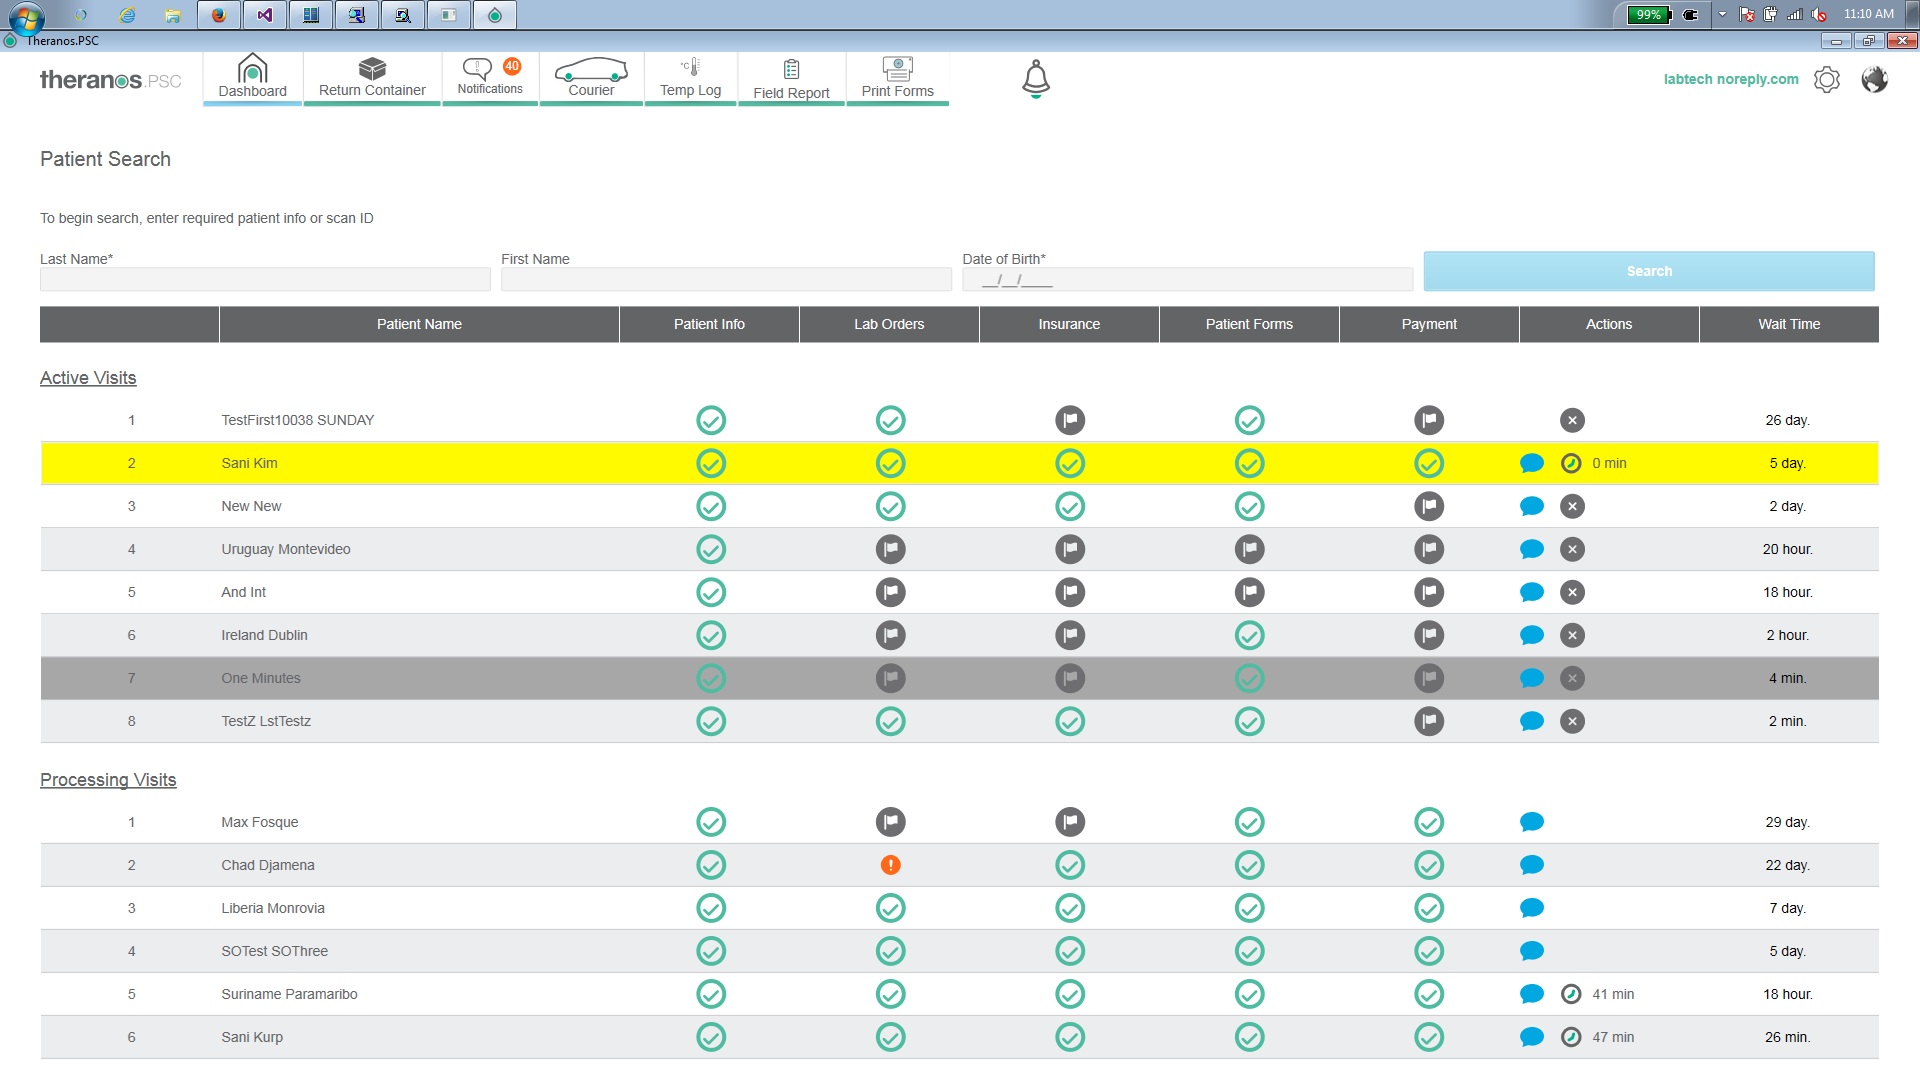 99%
11:10 AM
Theranos.PSC
theranos.PSC
Dashboard
Return Container
40
Notifications
Courier
°C
Temp Log
Field Report
Print Forms
labtech noreply.com
Patient Search
To begin search, enter required patient info or scan ID
Last Name*
First Name
Date of Birth*
__/__/____
Search
Patient Name Patient Info Lab Orders Insurance Patient Forms Payment Actions Wait Time
Active Visits
1 TestFirst10038 SUNDAY 26 day.
2 Sani Kim 0 min 5 day.
3 New New 2 day.
4 Uruguay Montevideo 20 hour.
5 And Int 18 hour.
6 Ireland Dublin 2 hour.
7 One Minutes 4 min.
8 TestZ LstTestz 2 min.
Processing Visits
1 Max Fosque 29 day.
2 Chad Djamena 22 day.
3 Liberia Monrovia 7 day.
4 SOTest SOThree 5 day.
5 Suriname Paramaribo 41 min 18 hour.
6 Sani Kurp 47 min 26 min.